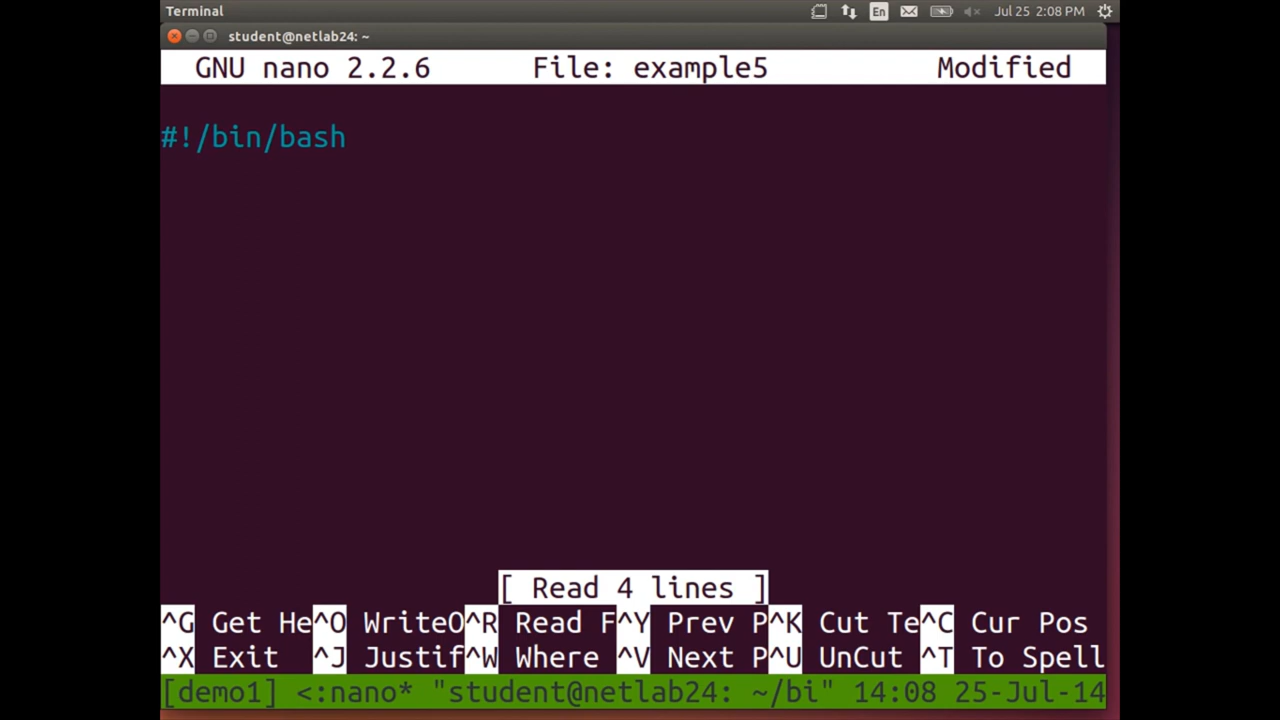 Terminal En Jul 25 2:08 PM
student@netlab24: ~
GNU nano 2.2.6 File: example5 Modified
#!/bin/bash
[ Read 4 lines ]
^G Get He^O WriteO^R Read F^Y Prev P^K Cut Te^C Cur Pos
^X Exit ^J Justif^W Where ^V Next P^U UnCut ^T To Spell
[demo1] <:nano* "student@netlab24: ~/bi" 14:08 25-Jul-14